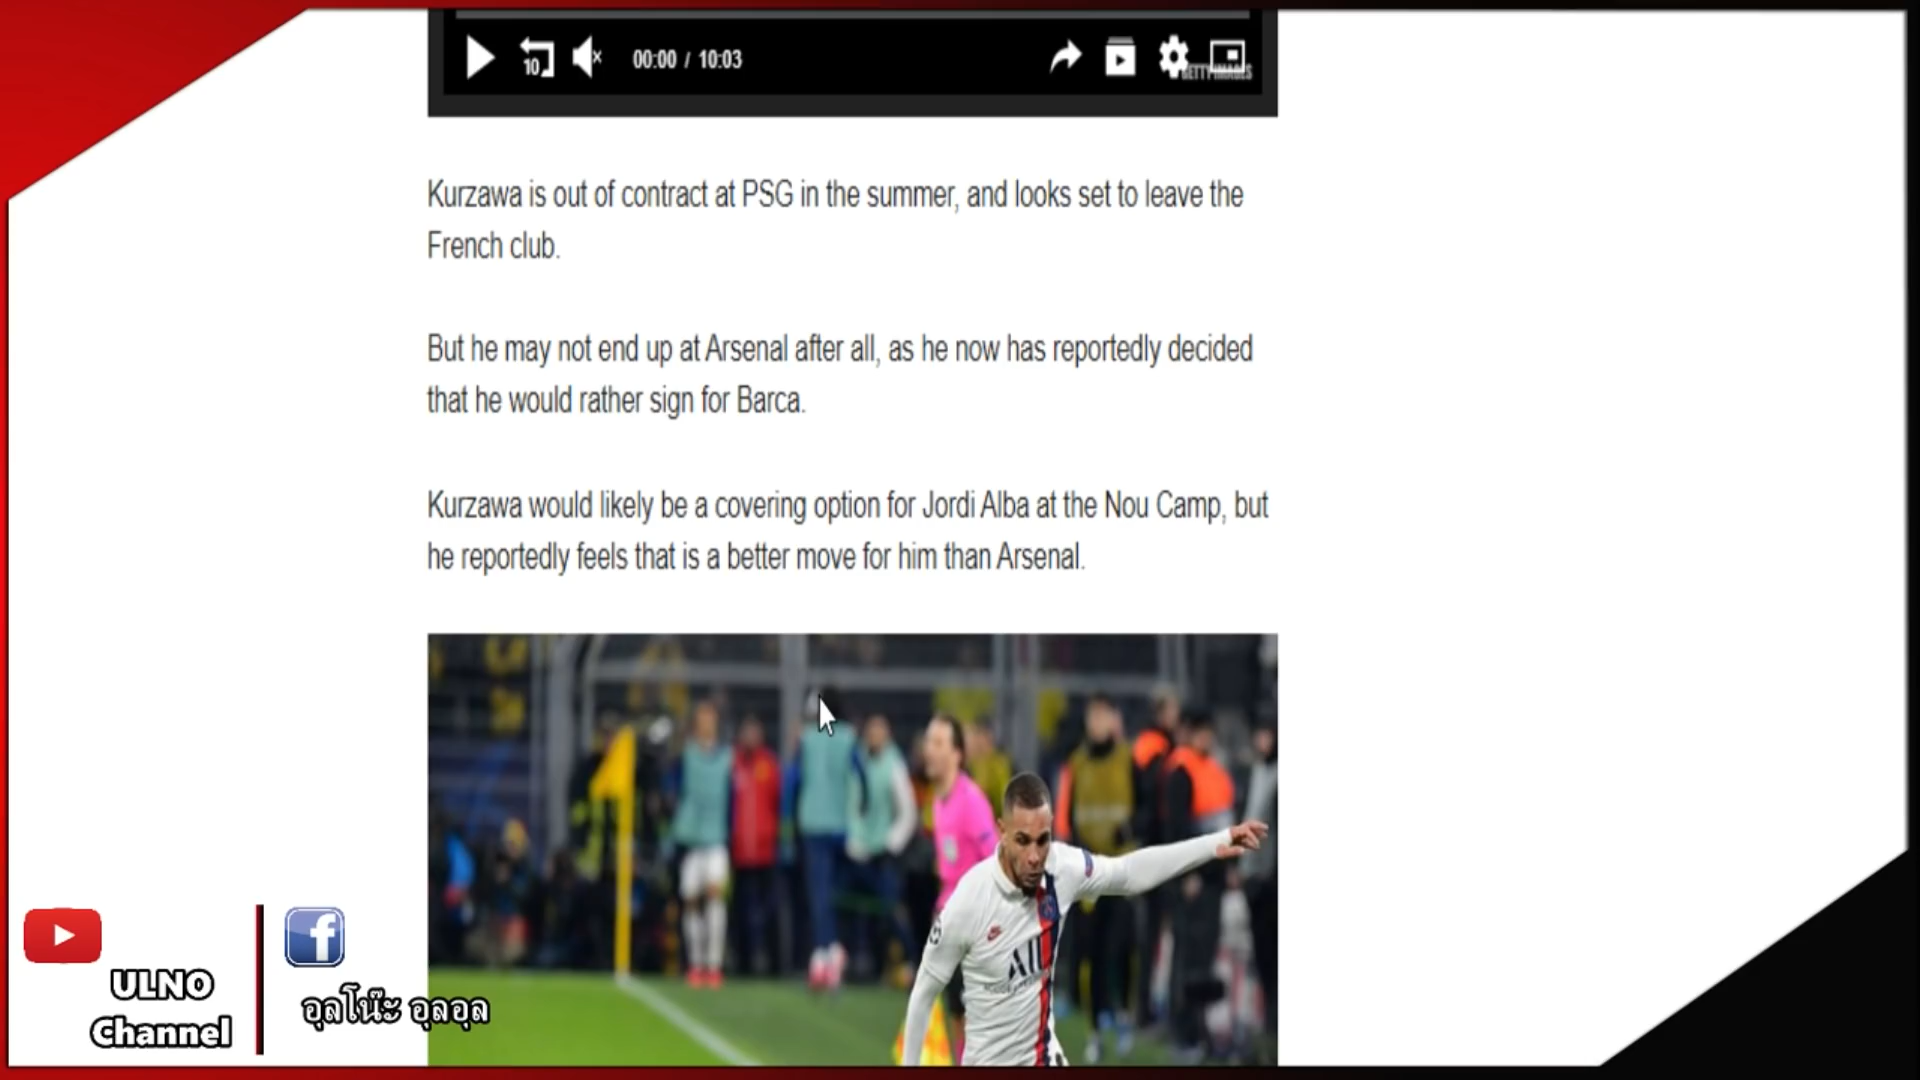 10
00:00 / 10:03
GETTY IMAGES
Kurzawa is out of contract at PSG in the summer, and looks set to leave the
French club.
But he may not end up at Arsenal after all, as he now has reportedly decided
that he would rather sign for Barca.
Kurzawa would likely be a covering option for Jordi Alba at the Nou Camp, but
he reportedly feels that is a better move for him than Arsenal.
ALL
ULNO
Channel
อุลโน๊ะ อุลอุล